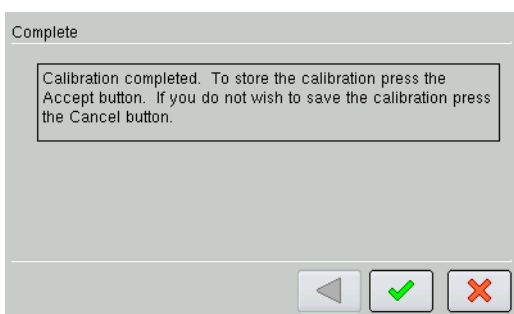 Complete
Calibration completed. To store the calibration press the
Accept button. If you do not wish to save the calibration press
the Cancel button.